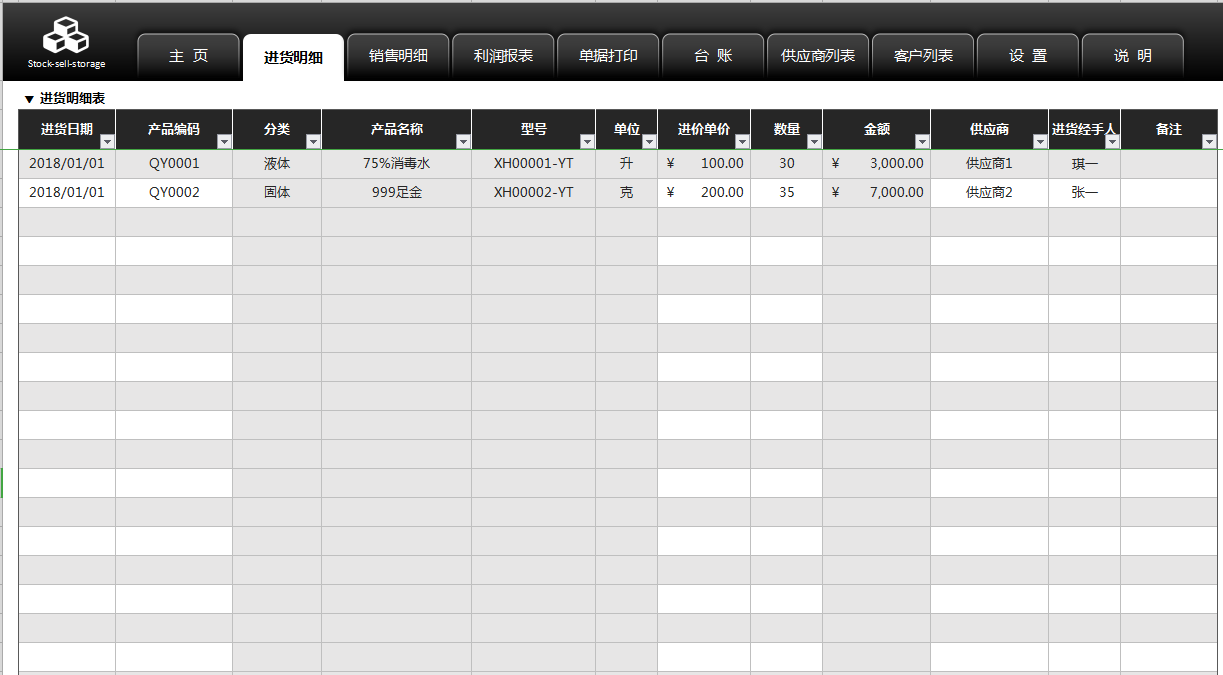 Stock-sell-storage
主 页 进货明细 销售明细 利润报表 单据打印 台 账 供应商列表 客户列表 设 置 说 明
▼ 进货明细表
进货日期 产品编码 分类 产品名称 型号 单位 进价单价 数量 金额 供应商 进货经手人 备注
2018/01/01 QY0001 液体 75%消毒水 XH00001-YT 升 ¥ 100.00 30 ¥ 3,000.00 供应商1 琪一
2018/01/01 QY0002 固体 999足金 XH00002-YT 克 ¥ 200.00 35 ¥ 7,000.00 供应商2 张一